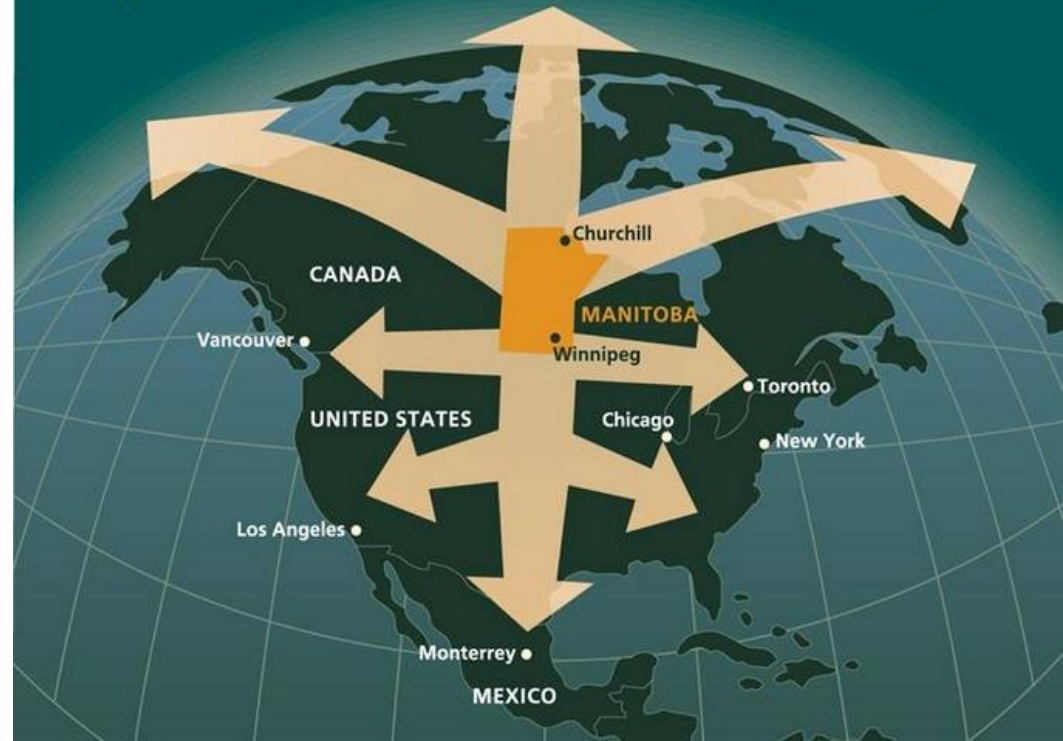 Churchill
CANADA
MANITOBA
Vancouver
Winnipeg
Toronto
UNITED STATES
Chicago
New York
Los Angeles
Monterrey
MEXICO